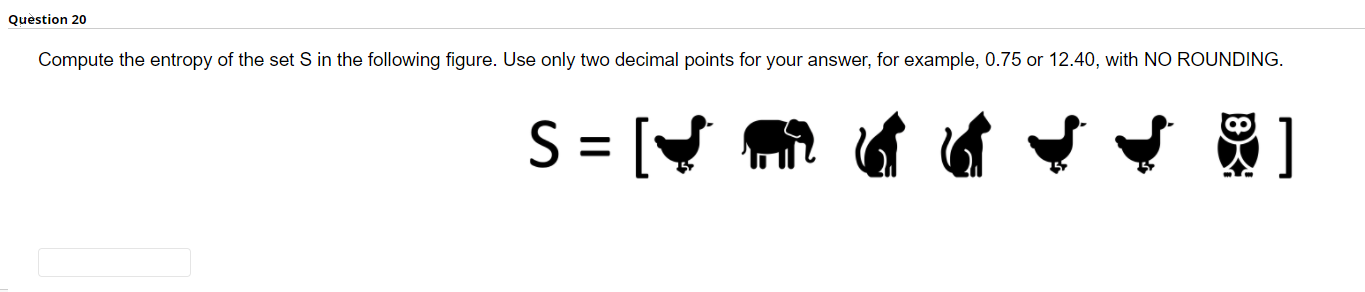 Question 20
Compute the entropy of the set S in the following figure. Use only two decimal points for your answer, for example, 0.75 or 12.40, with NO ROUNDING.
S = [ ]